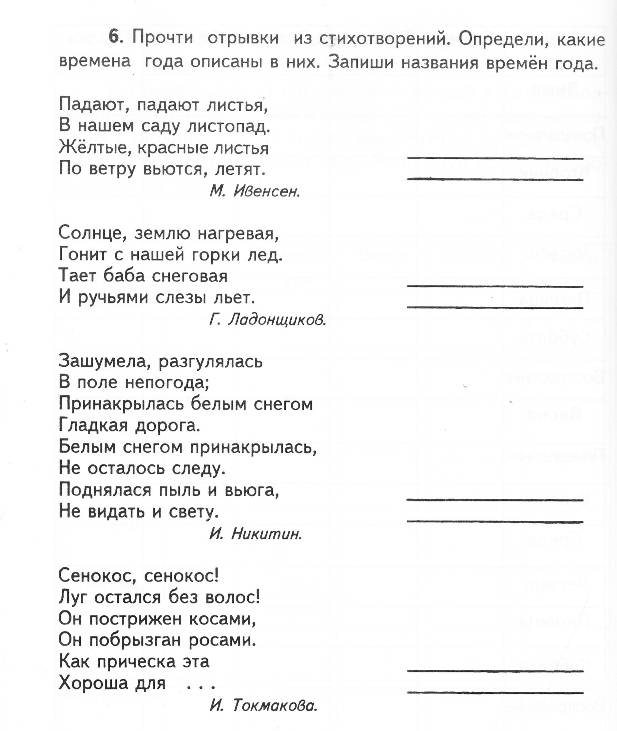 6. Прочти отрывки из стихотворений. Определи, какие
времена года описаны в них. Запиши названия времён года.
Падают, падают листья,
В нашем саду листопад.
Жёлтые, красные листья
По ветру вьются, летят.
М. Ивенсен.
Солнце, землю нагревая,
Гонит с нашей горки лед.
Тает баба снеговая
И ручьями слезы льет.
Г. Ладонщиков.
Зашумела, разгулялась
В поле непогода;
Принакрылась белым снегом
Гладкая дорога.
Белым снегом принакрылась,
Не осталось следу.
Поднялася пыль и вьюга,
Не видать и свету.
И. Никитин.
Сенокос, сенокос!
Луг остался без волос!
Он пострижен косами,
Он побрызган росами.
Как прическа эта
Хороша для . . .
И. Токмакова.